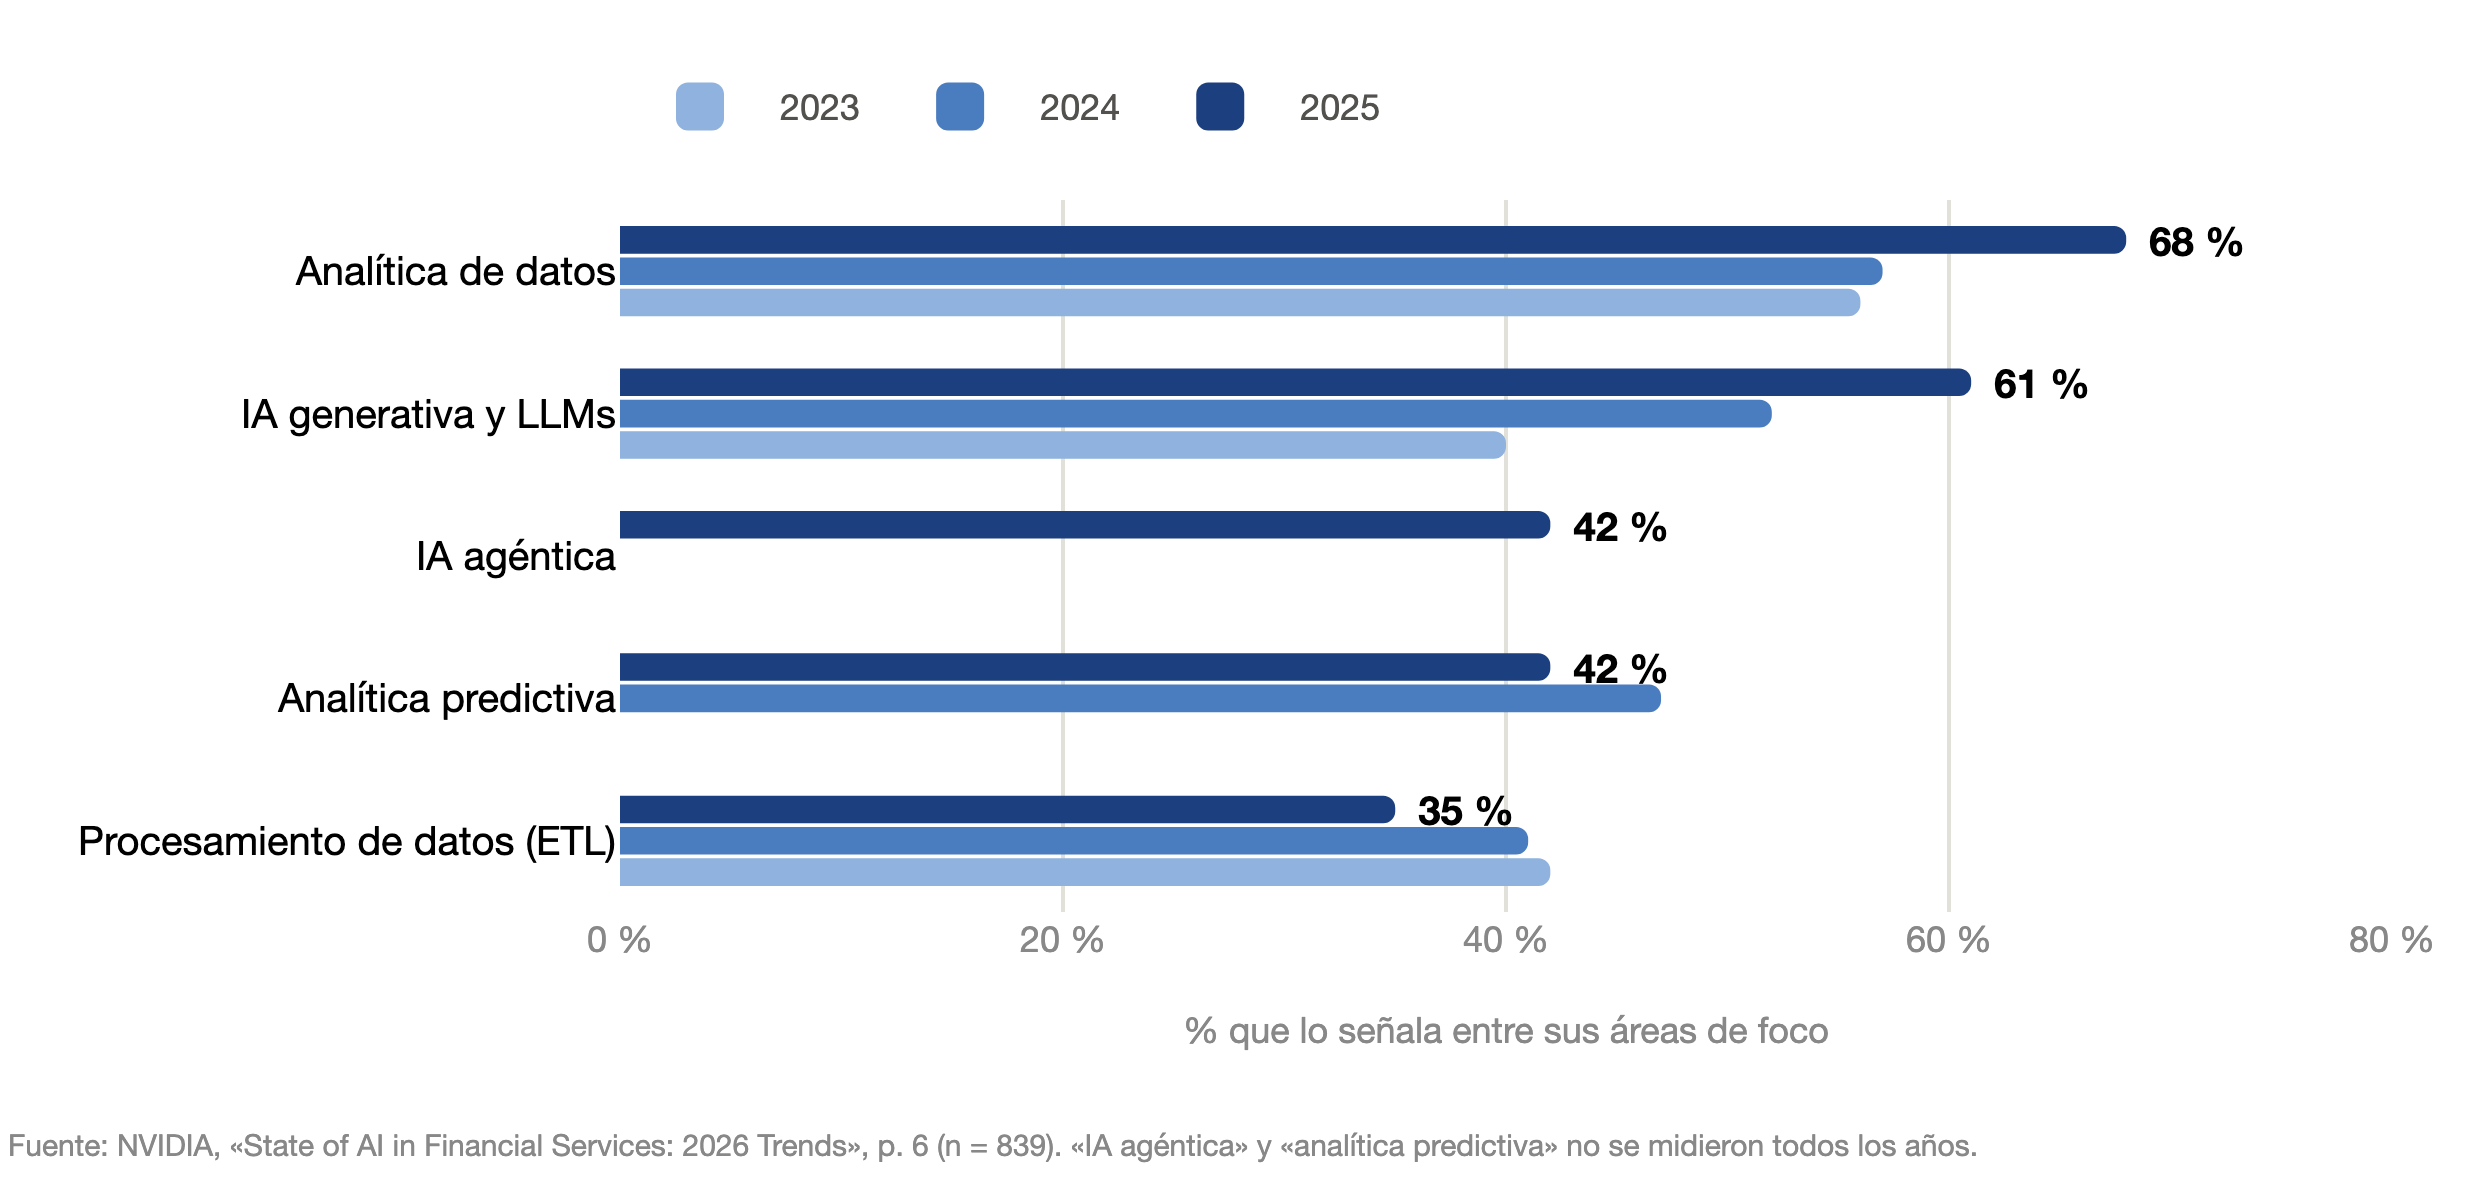 2023 2024 2025
Analítica de datos 68 %
IA generativa y LLMs 61 %
IA agéntica 42 %
Analítica predictiva 42 %
Procesamiento de datos (ETL) 35 %
0 % 20 % 40 % 60 % 80 %
% que lo señala entre sus áreas de foco
Fuente: NVIDIA, «State of AI in Financial Services: 2026 Trends», p. 6 (n = 839). «IA agéntica» y «analítica predictiva» no se midieron todos los años.